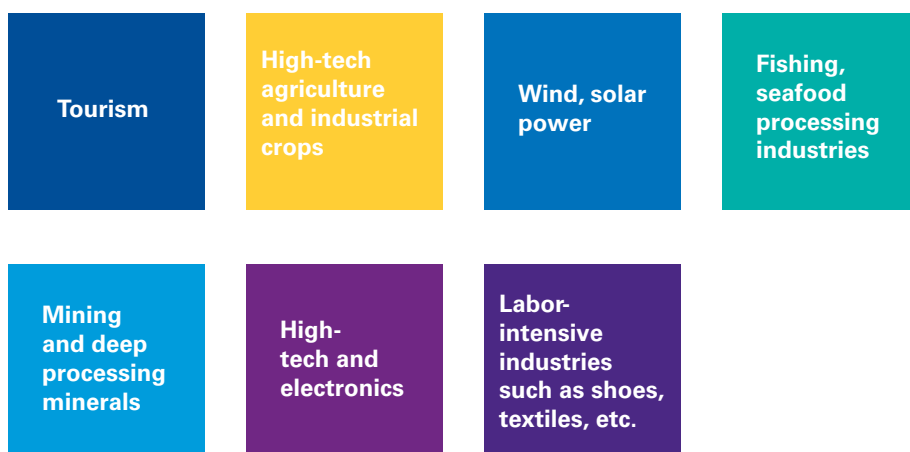 Tourism
High-tech
agriculture
and industrial
crops
Wind, solar
power
Fishing,
seafood
processing
industries
Mining
and deep
processing
minerals
High-
tech and
electronics
Labor-
intensive
industries
such as shoes,
textiles, etc.